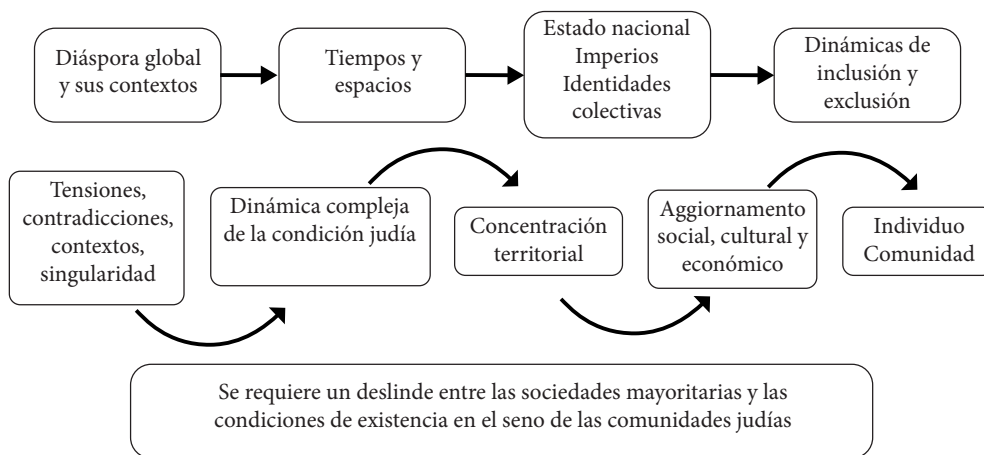 Diáspora global
y sus contextos
Tiempos y
espacios
Estado nacional
Imperios
Identidades
colectivas
Dinámicas de
inclusión y
exclusión
Tensiones,
contradicciones,
contextos,
singularidad
Dinámica compleja
de la condición judía
Concentración
territorial
Aggiornamento
social, cultural y
económico
Individuo
Comunidad
Se requiere un deslinde entre las sociedades mayoritarias y las
condiciones de existencia en el seno de las comunidades judías